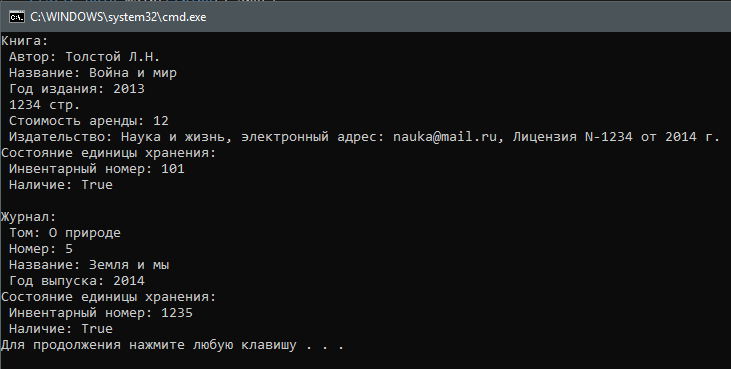 C:\WINDOWS\system32\cmd.exe
Книга:
Автор: Толстой Л.Н.
Название: Война и мир
Год издания: 2013
1234 стр.
Стоимость аренды: 12
Издательство: Наука и жизнь, электронный адрес: nauka@mail.ru, Лицензия N-1234 от 2014 г.
Состояние единицы хранения:
Инвентарный номер: 101
Наличие: True
Журнал:
Том: О природе
Номер: 5
Название: Земля и мы
Год выпуска: 2014
Состояние единицы хранения:
Инвентарный номер: 1235
Наличие: True
Для продолжения нажмите любую клавишу . . .